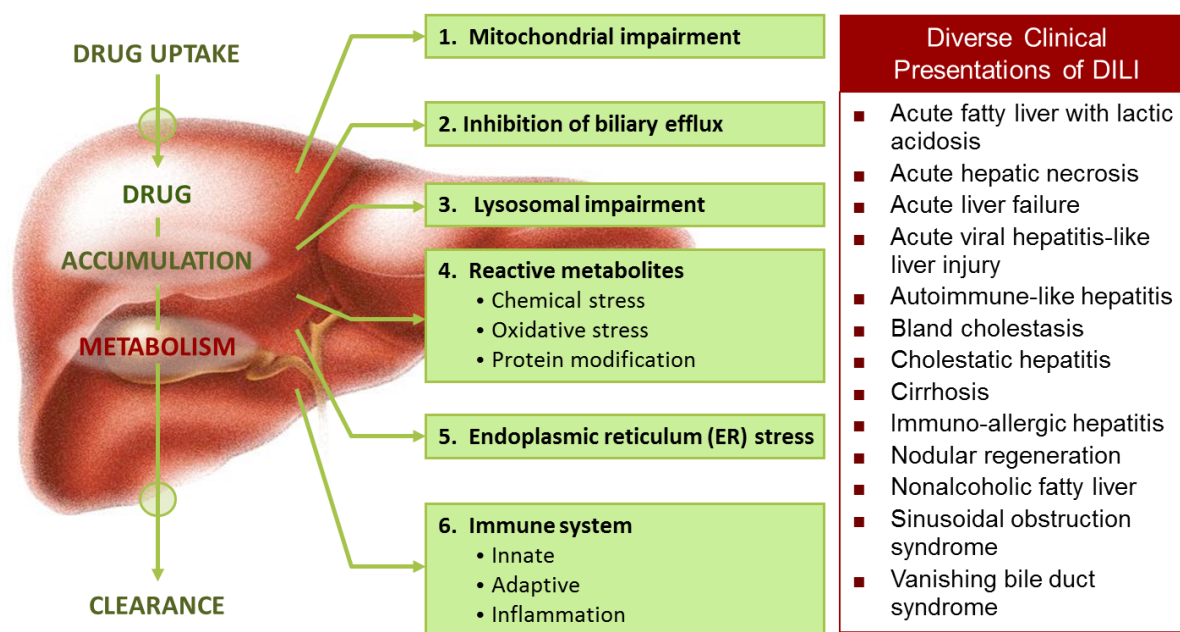 DRUG UPTAKE
DRUG
ACCUMULATION
METABOLISM
CLEARANCE
1. Mitochondrial impairment
2. Inhibition of biliary efflux
3. Lysosomal impairment
4. Reactive metabolites
• Chemical stress
• Oxidative stress
• Protein modification
5. Endoplasmic reticulum (ER) stress
6. Immune system
• Innate
• Adaptive
• Inflammation
Diverse Clinical
Presentations of DILI
■ Acute fatty liver with lactic
acidosis
■ Acute hepatic necrosis
■ Acute liver failure
■ Acute viral hepatitis-like
liver injury
■ Autoimmune-like hepatitis
■ Bland cholestasis
■ Cholestatic hepatitis
■ Cirrhosis
■ Immuno-allergic hepatitis
■ Nodular regeneration
■ Nonalcoholic fatty liver
■ Sinusoidal obstruction
syndrome
■ Vanishing bile duct
syndrome